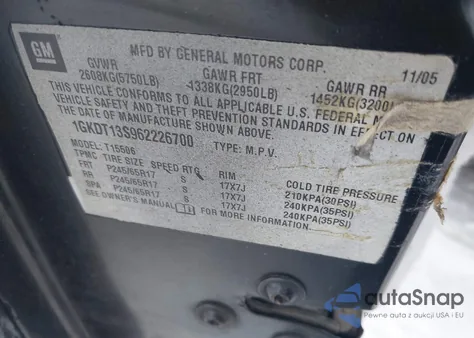 GM
MFD BY GENERAL MOTORS CORP.
11/05
GVWR GAWR FRT GAWR RR
2608KG(5750LB) 1338KG(2950LB) 1452KG(3200
THIS VEHICLE CONFORMS TO ALL APPLICABLE U.S. FEDERAL
VEHICLE SAFETY, THEFT PREVENTION STANDARDS IN EFFECT
ON THE DATE OF MANUFACTURE SHOWN ABOVE.
1GKDT13S962226700 TYPE: M.P.V.
MODEL: T15506
TPMC TIRE SIZE SPEED RTG RIM COLD TIRE PRESSURE
FRT P245/65R17 S 17X7J 210KPA(30PSI)
RR P245/65R17 S 17X7J 240KPA(35PSI)
SPA P245/65R17 S 17X7J 240KPA(35PSI)
SEE OWNER'S MANUAL FOR MORE INFORMATION.
autoSnap
Pewne auta z aukcji USA i EU